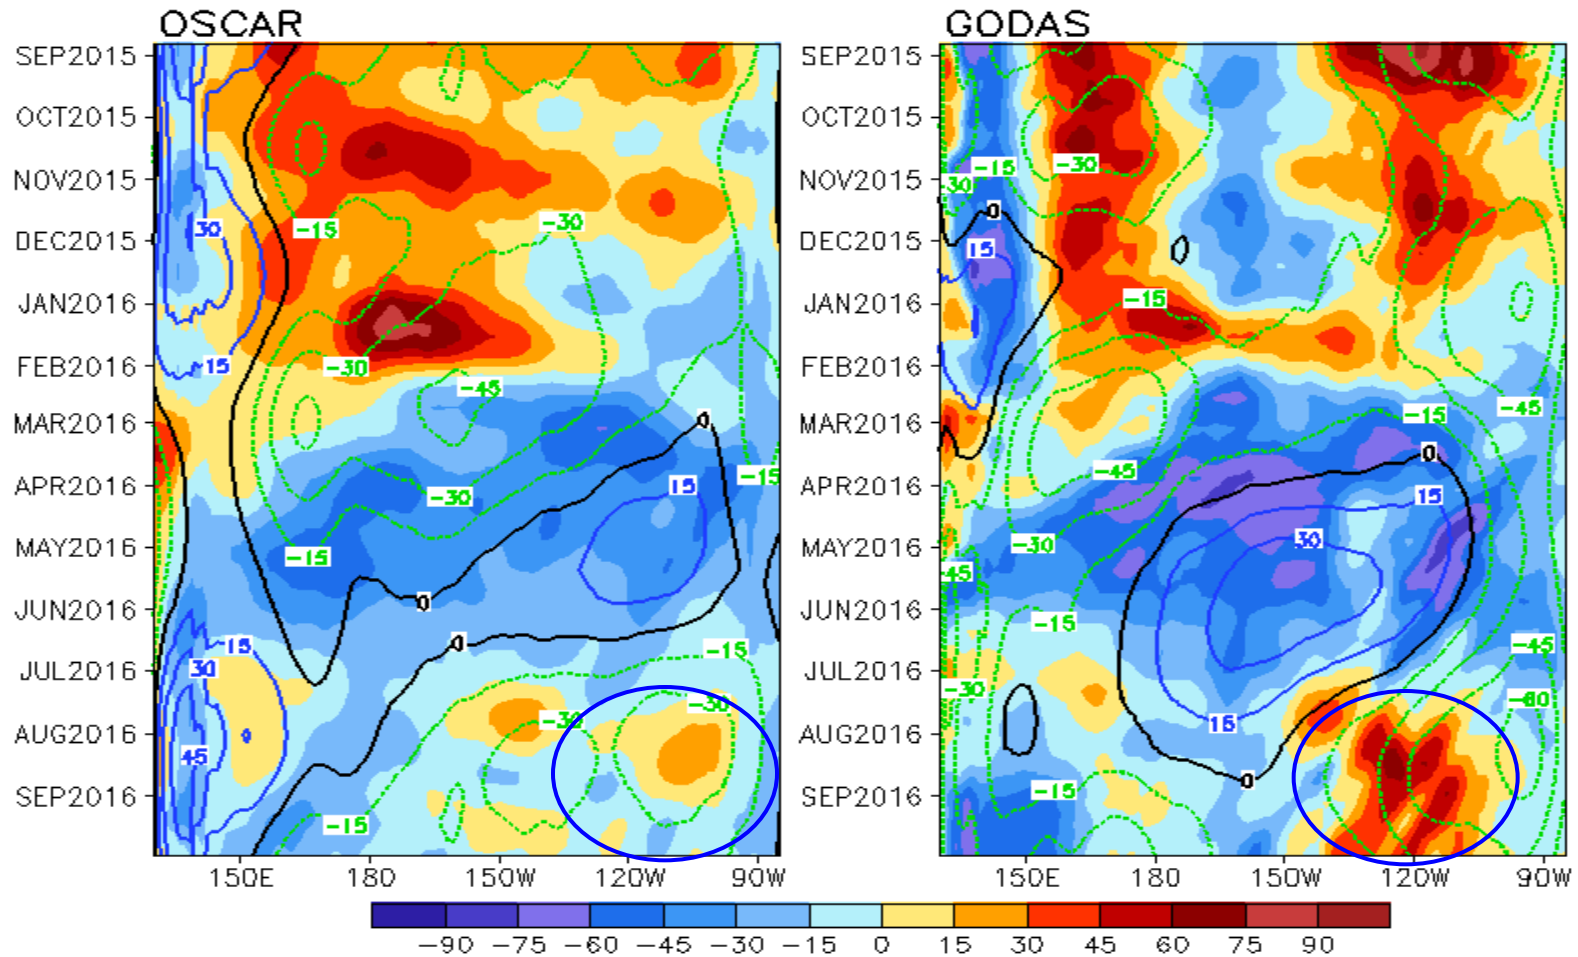 OSCAR
GODAS
SEP2015
OCT2015
NOV2015
DEC2015
JAN2016
FEB2016
MAR2016
APR2016
MAY2016
JUN2016
JUL2016
AUG2016
SEP2016
30
-15
-30
15
-30
-45
0
-15
15
-30
-15
0
0
15
30
-15
-30
-30
45
-15
150E 180 150W 120W 90W
SEP2015
OCT2015
NOV2015
DEC2015
JAN2016
FEB2016
MAR2016
APR2016
MAY2016
JUN2016
JUL2016
AUG2016
SEP2016
-15
-30
-30
0
15
-15
-45
-15
0
-45
15
30
-30
-45
-15
-45
-30
-60
15
0
-15
150E 180 150W 120W 90W
-90 -75 -60 -45 -30 -15 0 15 30 45 60 75 90